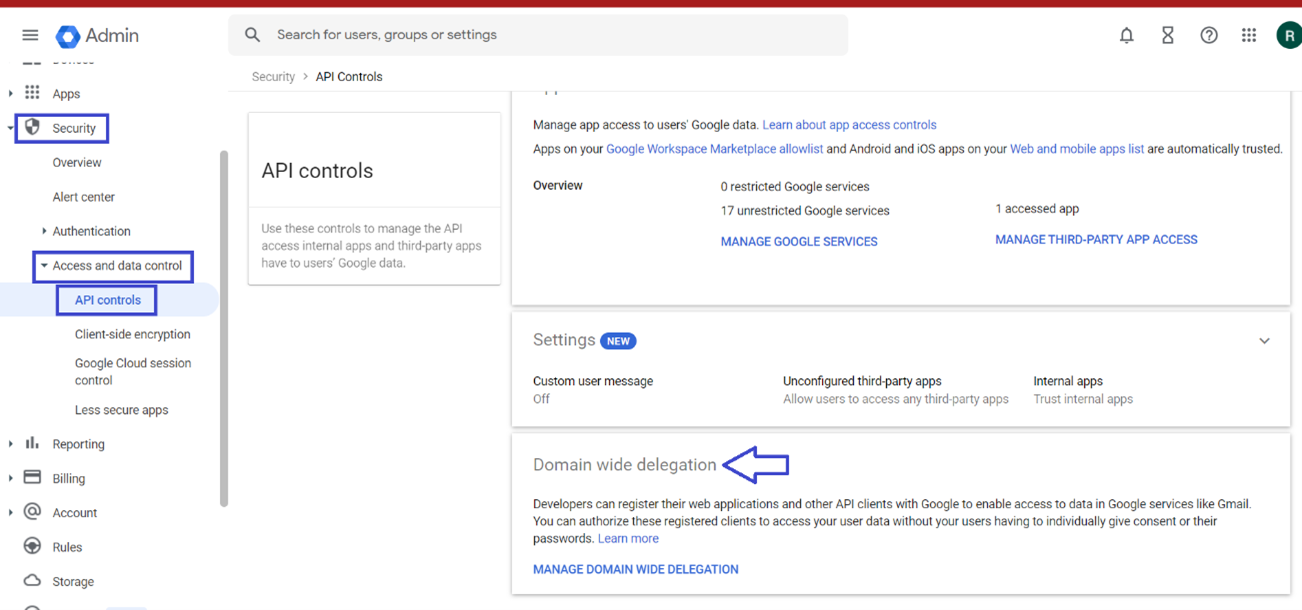 Admin
Search for users, groups or settings
R
Security > API Controls
Apps
Security
Overview
Alert center
Authentication
Access and data control
API controls
Client-side encryption
Google Cloud session
control
Less secure apps
Reporting
Billing
Account
Rules
Storage
API controls
Use these controls to manage the API
access internal apps and third-party apps
have to users' Google data.
Manage app access to users' Google data. Learn about app access controls
Apps on your Google Workspace Marketplace allowlist and Android and iOS apps on your Web and mobile apps list are automatically trusted.
Overview
0 restricted Google services
17 unrestricted Google services
MANAGE GOOGLE SERVICES
1 accessed app
MANAGE THIRD-PARTY APP ACCESS
Settings NEW
Custom user message
Off
Unconfigured third-party apps
Allow users to access any third-party apps
Internal apps
Trust internal apps
Domain wide delegation
Developers can register their web applications and other API clients with Google to enable access to data in Google services like Gmail.
You can authorize these registered clients to access your user data without your users having to individually give consent or their
passwords. Learn more
MANAGE DOMAIN WIDE DELEGATION